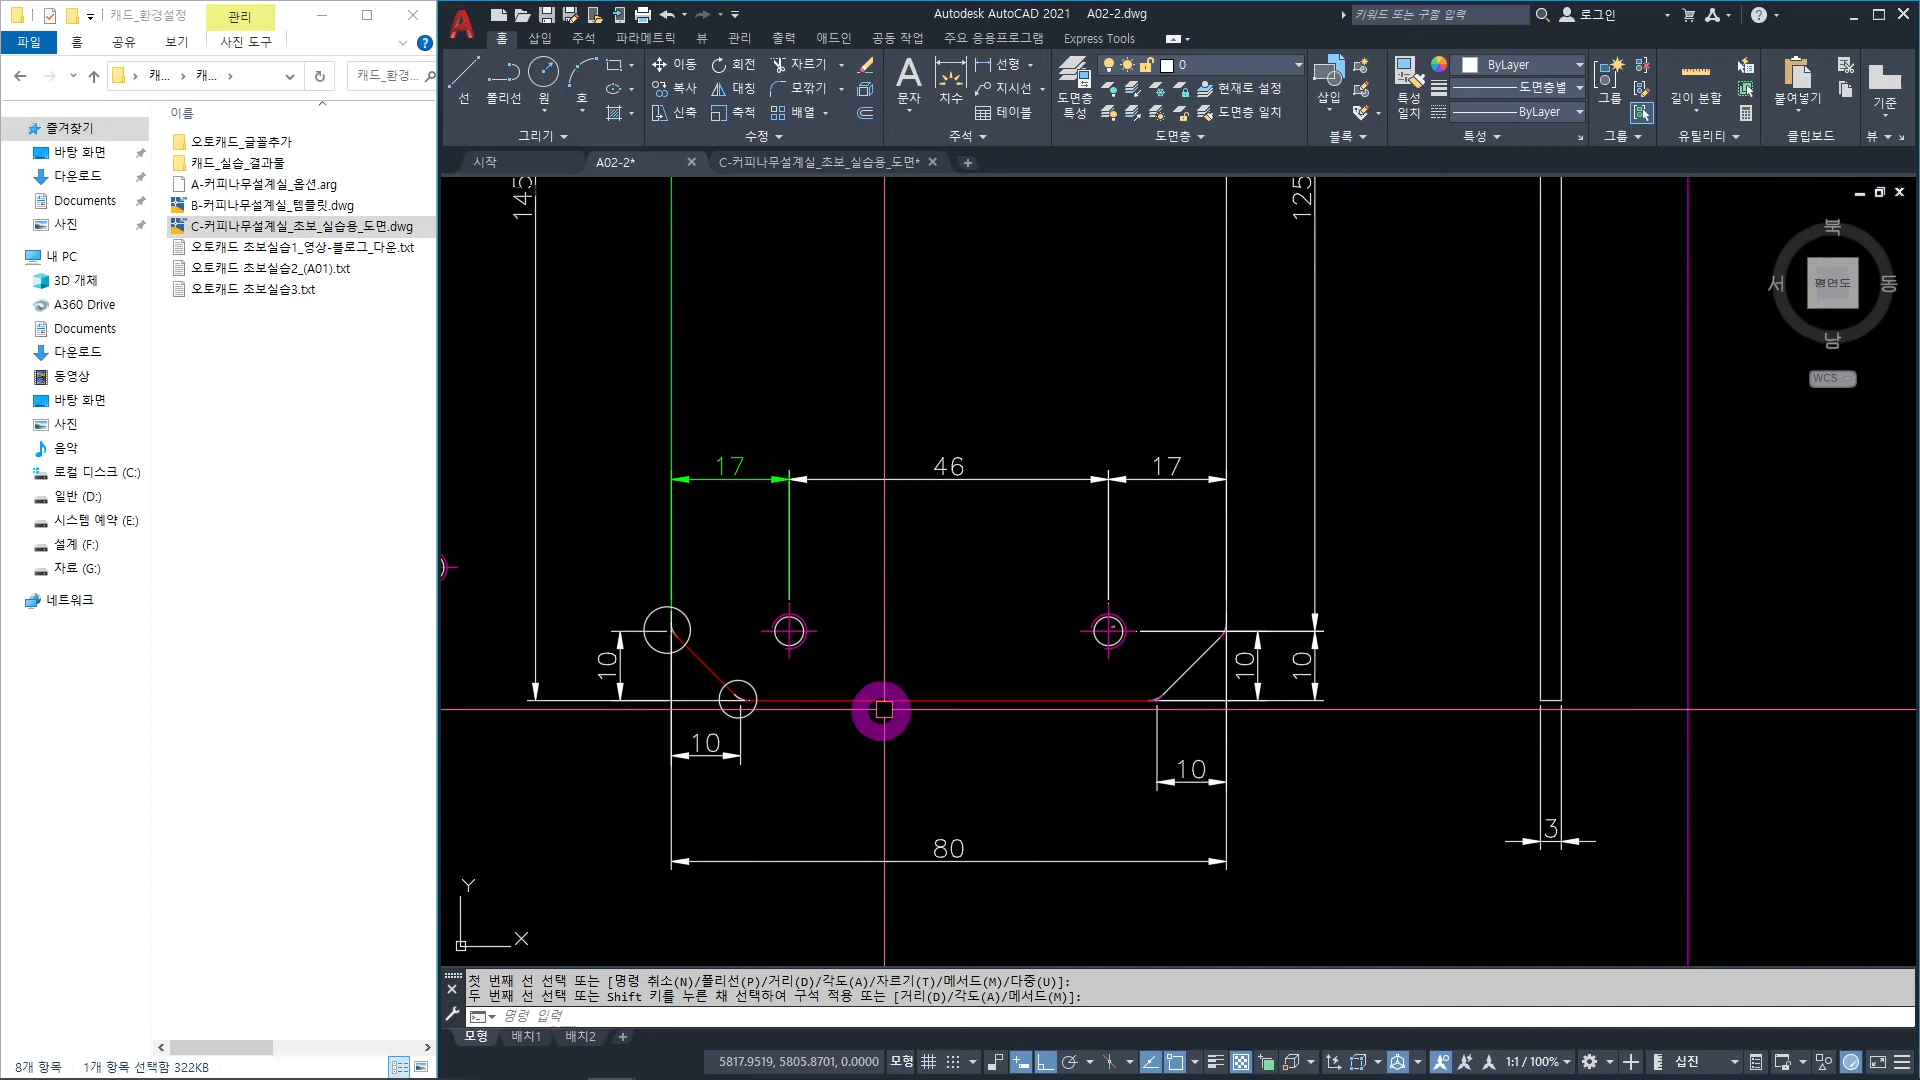 캐드_환경설정
관리
파일
홈
공유
보기
사진 도구
캐...
캐...
캐드_환경...
이름
즐겨찾기
바탕 화면
다운로드
Documents
사진
내 PC
3D 개체
A360 Drive
Documents
다운로드
동영상
바탕 화면
사진
음악
로컬 디스크 (C:)
일반 (D:)
시스템 예약 (E:)
설계 (F:)
자료 (G:)
네트워크
오토캐드_글꼴추가
캐드_실습_결과물
A-커피나무설계실_옵션.arg
B-커피나무설계실_템플릿.dwg
C-커피나무설계실_초보_실습용_도면.dwg
오토캐드 초보실습1_영상-블로그_다운.txt
오토캐드 초보실습2_(A01).txt
오토캐드 초보실습3.txt
8개 항목
1개 항목 선택함 322KB
Autodesk AutoCAD 2021 A02-2.dwg
키워드 또는 구절 입력
로그인
홈 삽입 주석 파라메트릭 뷰 관리 출력 애드인 공동 작업 주요 응용프로그램 Express Tools
선
폴리선
원
호
그리기
이동
회전
자르기
복사
대칭
모깎기
신축
축척
배열
수정
문자
치수
선형
지시선
테이블
주석
도면층 특성
0
현재로 설정
도면층 일치
도면층
삽입
블록
특성 일치
ByLayer
도면층별
ByLayer
특성
그룹
그룹
길이 분할
유틸리티
붙여넣기
클립보드
기준
뷰
시작
A02-2*
C-커피나무설계실_초보_실습용_도면*
145
125
북
서
평면도
동
남
WCS
17
46
17
10
10
10
10
10
80
3
Y
X
첫 번째 선 선택 또는 [명령 취소(N)/폴리선(P)/거리(D)/각도(A)/자르기(T)/메서드(M)/다중(U)]:
두 번째 선 선택 또는 Shift 키를 누른 채 선택하여 구석 적용 또는 [거리(D)/각도(A)/메서드(M)]:
명령 입력
모형
배치1
배치2
5817.9519, 5805.8701, 0.0000
모형
1:1 / 100%
십진